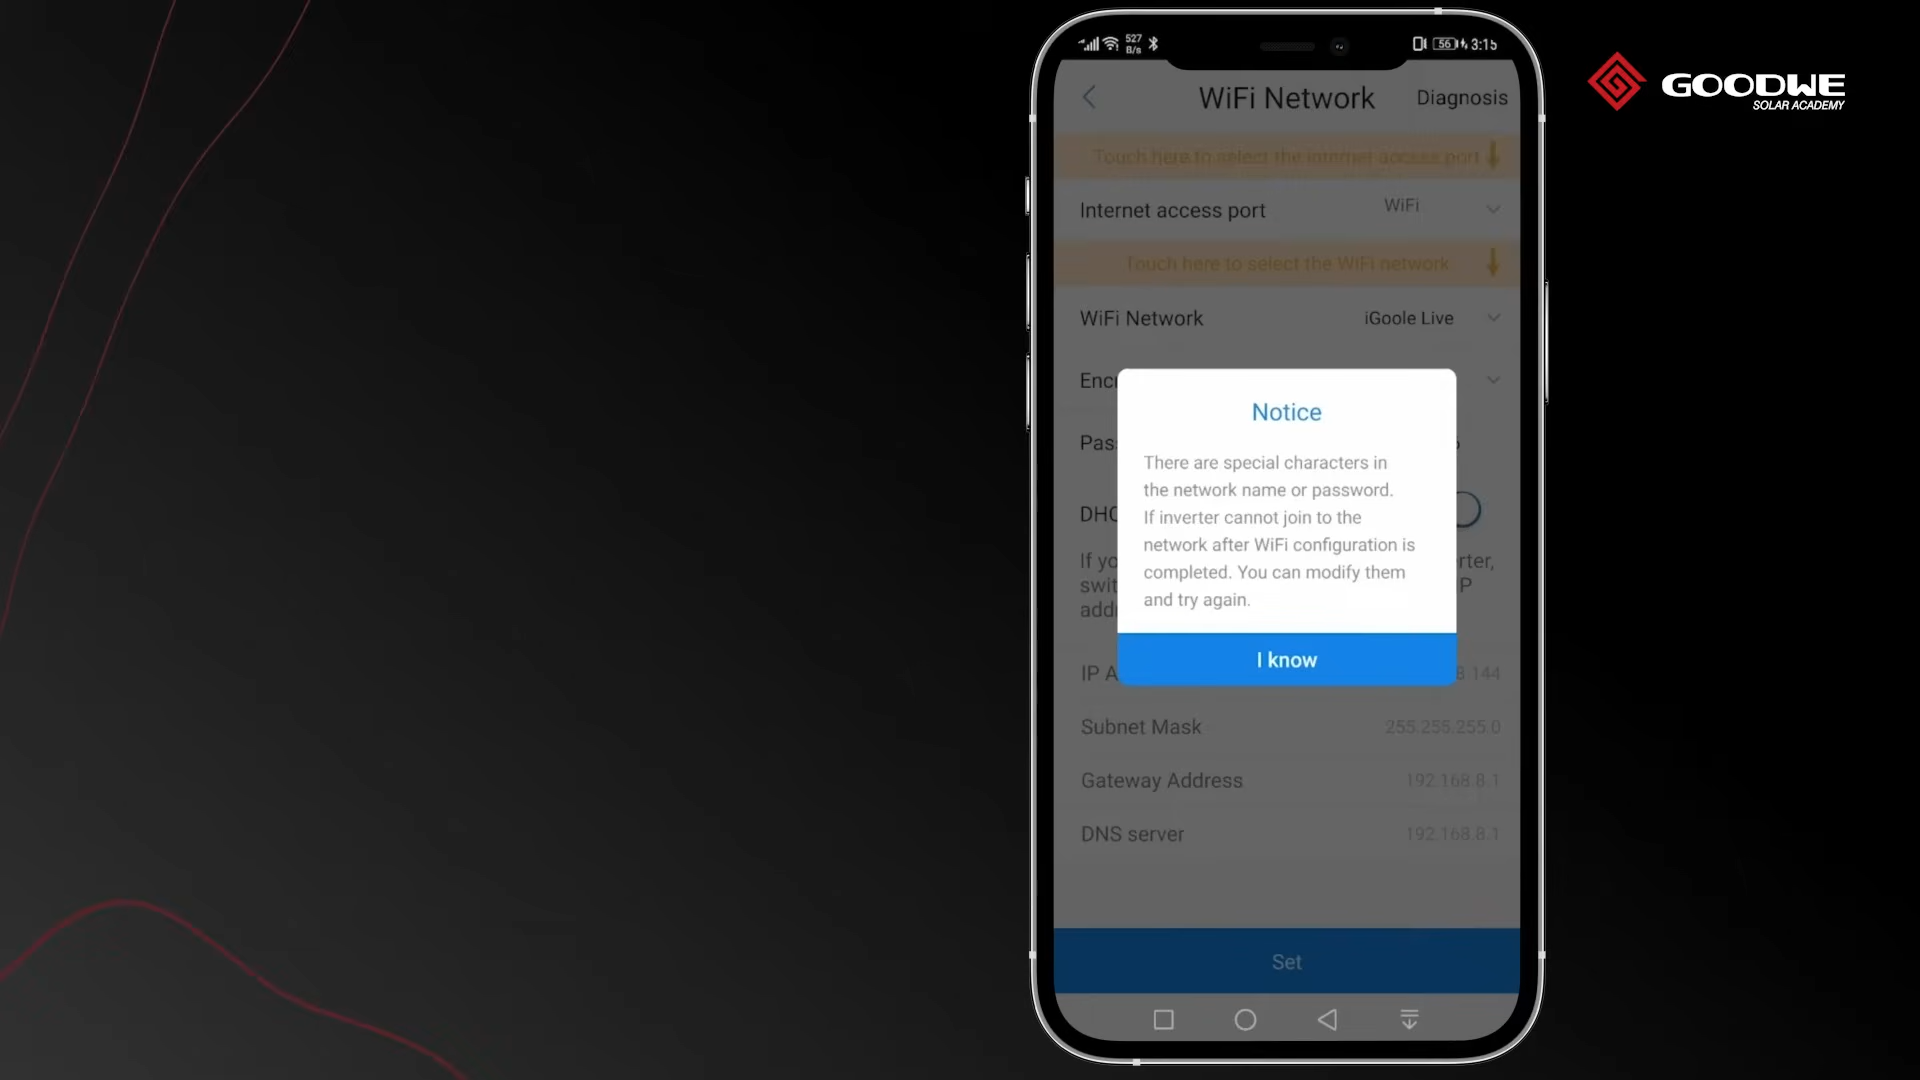 527
B/s
56
3:15
GOODWE
SOLAR ACADEMY
WiFi Network
Diagnosis
Touch here to select the internet access port
Internet access port
WiFi
Touch here to select the WiFi network
WiFi Network
iGoole Live
Notice
There are special characters in
the network name or password.
If inverter cannot join to the
network after WiFi configuration is
completed. You can modify them
and try again.
I know
Subnet Mask
255.255.255.0
Gateway Address
192.168.8.1
DNS server
192.168.8.1
Set